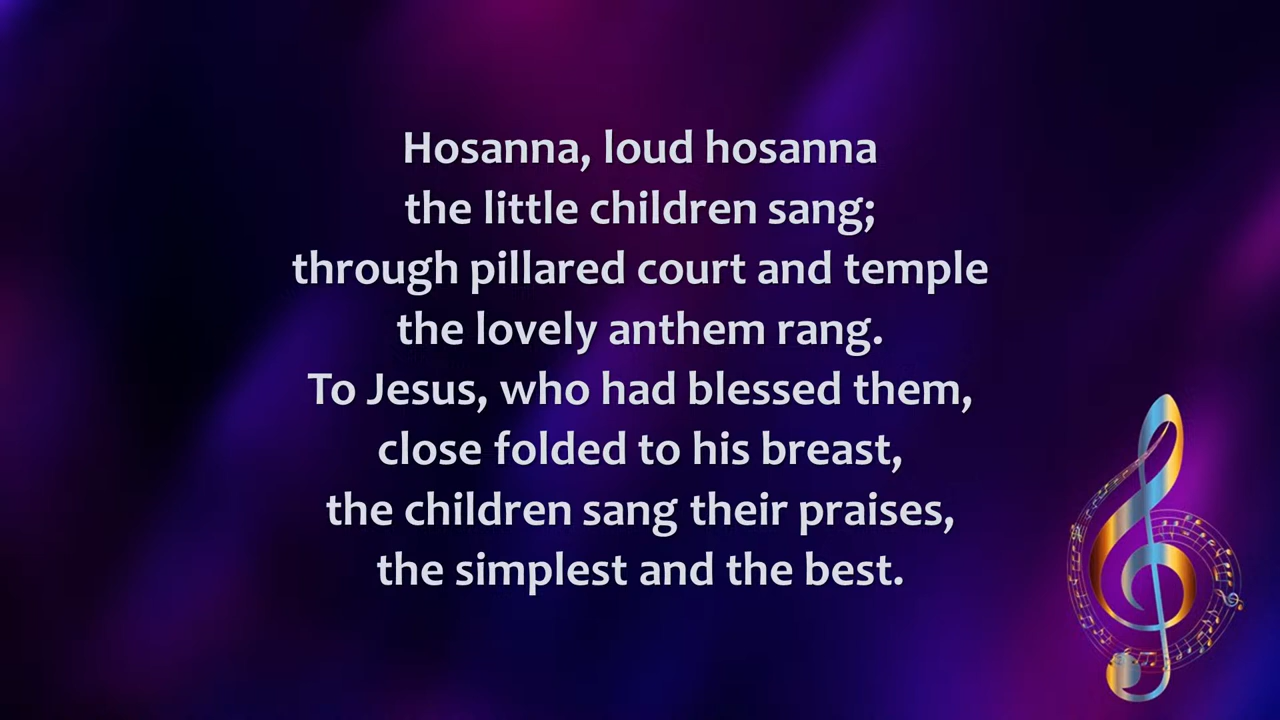 Hosanna, loud hosanna
the little children sang;
through pillared court and temple
the lovely anthem rang.
To Jesus, who had blessed them,
close folded to his breast,
the children sang their praises,
the simplest and the best.